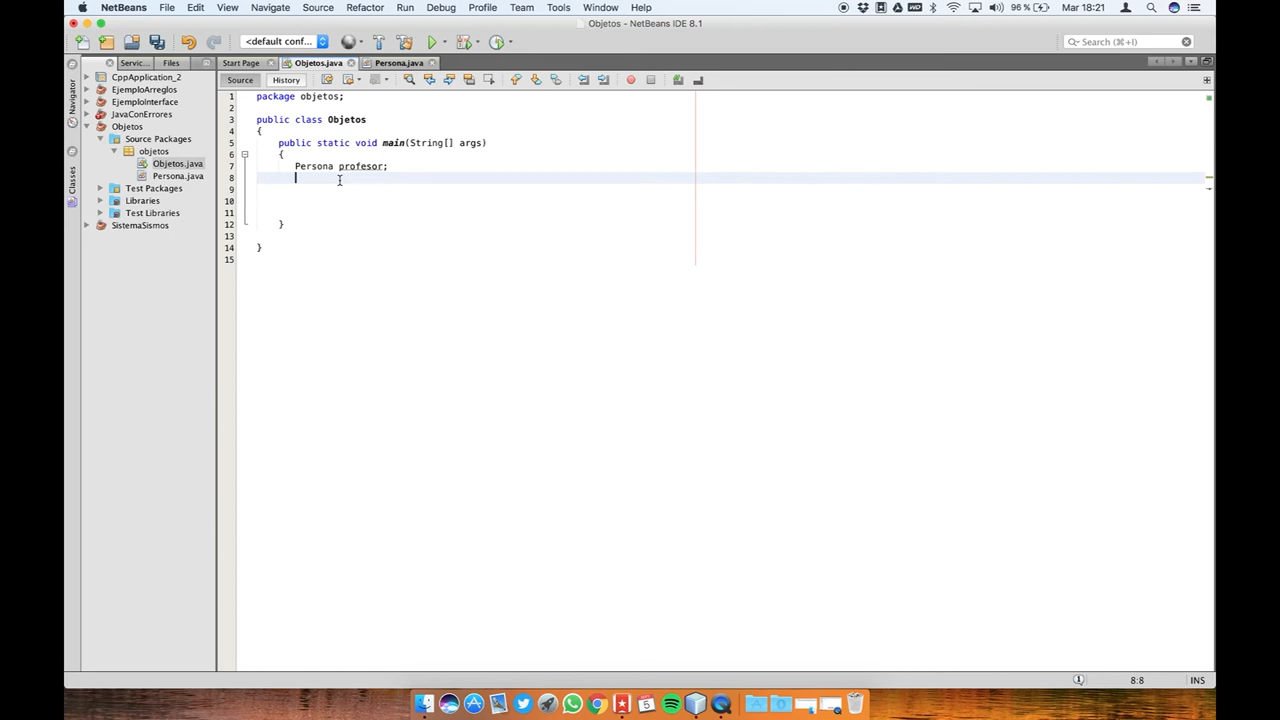 NetBeans File Edit View Navigate Source Refactor Run Debug Profile Team Tools Window Help 96 % Mar 18:21
Objetos - NetBeans IDE 8.1
<default conf... Search (⌘+I)
Servic... Files Start Page Objetos.java Persona.java
Source History
Navigator
Classes
CppApplication_2
EjemploArreglos
EjemploInterface
JavaConErrores
Objetos
Source Packages
objetos
Objetos.java
Persona.java
Test Packages
Libraries
Test Libraries
SistemaSismos
1 package objetos;
2
3 public class Objetos
4 {
5 public static void main(String[] args)
6 {
7 Persona profesor;
8
9
10
11
12 }
13
14 }
15
8:8 INS
5